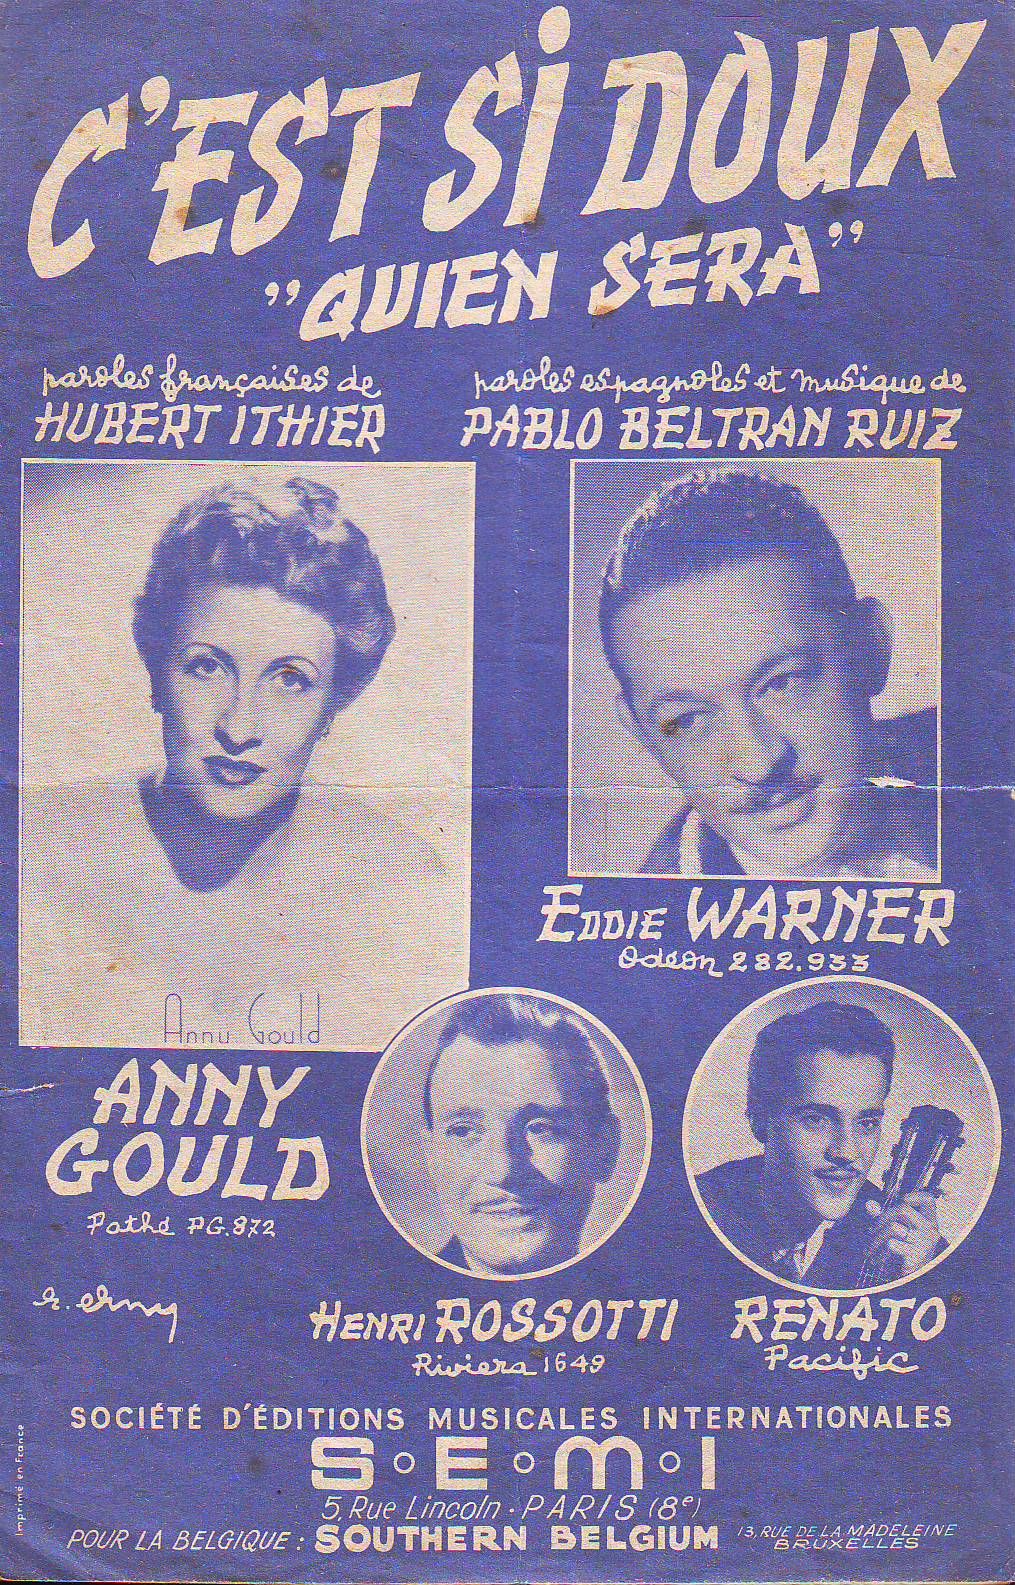 C'EST SI DOUX
"QUIEN SERA"
paroles françaises de
HUBERT ITHIER
paroles espagnoles et musique de
PABLO BELTRAN RUIZ
Anny Gould
ANNY
GOULD
Pathé PG.872
EDDIE WARNER
Odéon 282.933
HENRI ROSSOTTI
Riviera 1649
RENATO
Pacific
SOCIÉTÉ D'ÉDITIONS MUSICALES INTERNATIONALES
S.E.M.I
5, Rue Lincoln. PARIS (8e)
POUR LA BELGIQUE : SOUTHERN BELGIUM
13, RUE DE LA MADELEINE
BRUXELLES
Imprimé en France